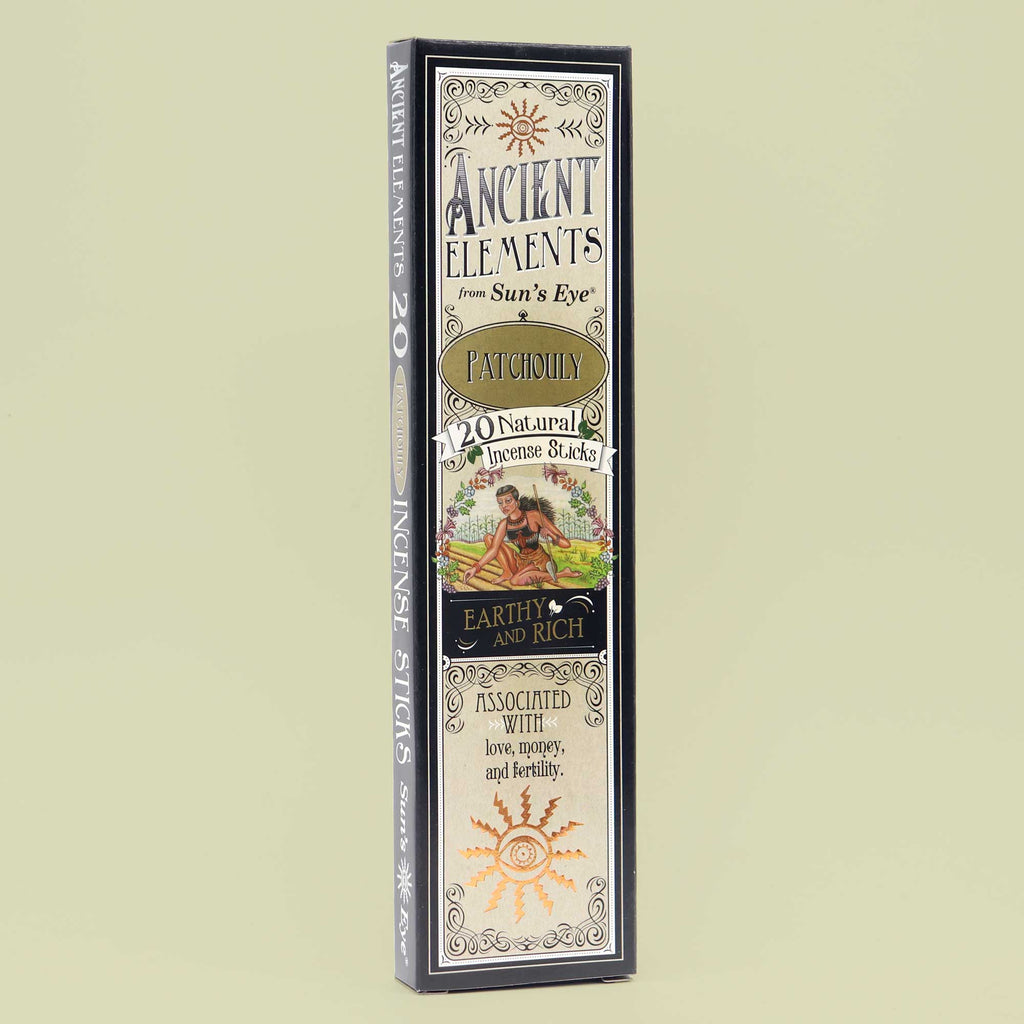 ANCIENT
ELEMENTS
from Sun's Eye®
PATCHOULY
20 Natural
Incense Sticks
EARTHY
AND RICH
ASSOCIATED
WITH
love, money,
and fertility.
ANCIENT ELEMENTS 20 PATCHOULY INCENSE STICKS Sun's Eye®